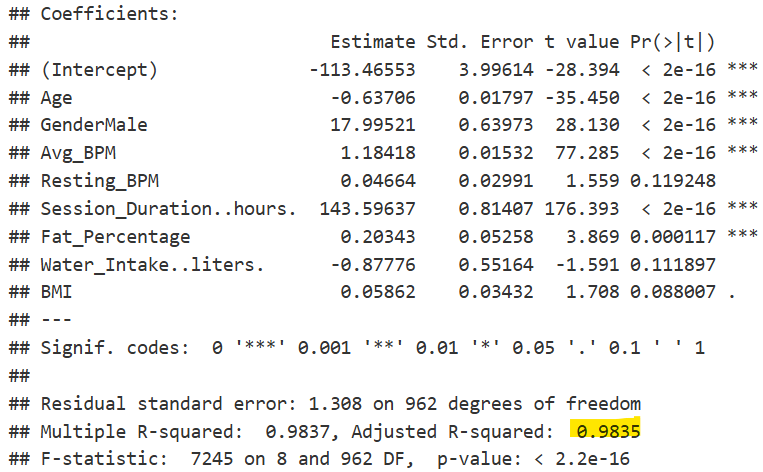 ## Coefficients:
##                          Estimate Std. Error t value Pr(>|t|)
## (Intercept)            -113.46553    3.99614 -28.394  < 2e-16 ***
## Age                      -0.63706    0.01797 -35.450  < 2e-16 ***
## GenderMale               17.99521    0.63973  28.130  < 2e-16 ***
## Avg_BPM                   1.18418    0.01532  77.285  < 2e-16 ***
## Resting_BPM               0.04664    0.02991   1.559 0.119248
## Session_Duration..hours. 143.59637    0.81407 176.393  < 2e-16 ***
## Fat_Percentage            0.20343    0.05258   3.869 0.000117 ***
## Water_Intake..liters.    -0.87776    0.55164  -1.591 0.111897
## BMI                       0.05862    0.03432   1.708 0.088007 .
## ---
## Signif. codes:  0 '***' 0.001 '**' 0.01 '*' 0.05 '.' 0.1 ' ' 1
##
## Residual standard error: 1.308 on 962 degrees of freedom
## Multiple R-squared:  0.9837, Adjusted R-squared:  0.9835
## F-statistic:  7245 on 8 and 962 DF,  p-value: < 2.2e-16